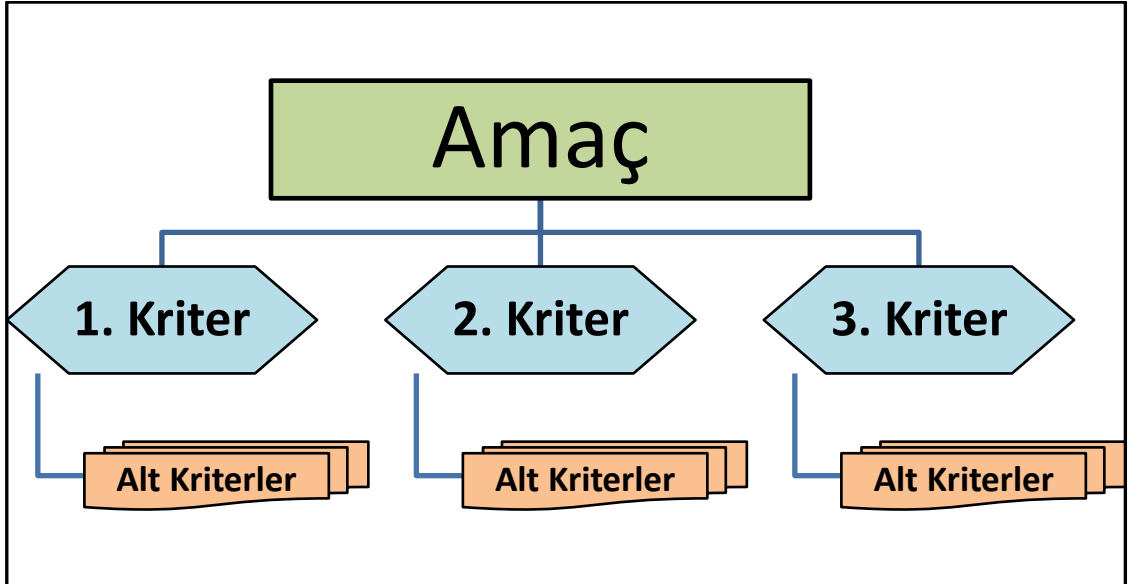 Amaç
1. Kriter
2. Kriter
3. Kriter
Alt Kriterler
Alt Kriterler
Alt Kriterler